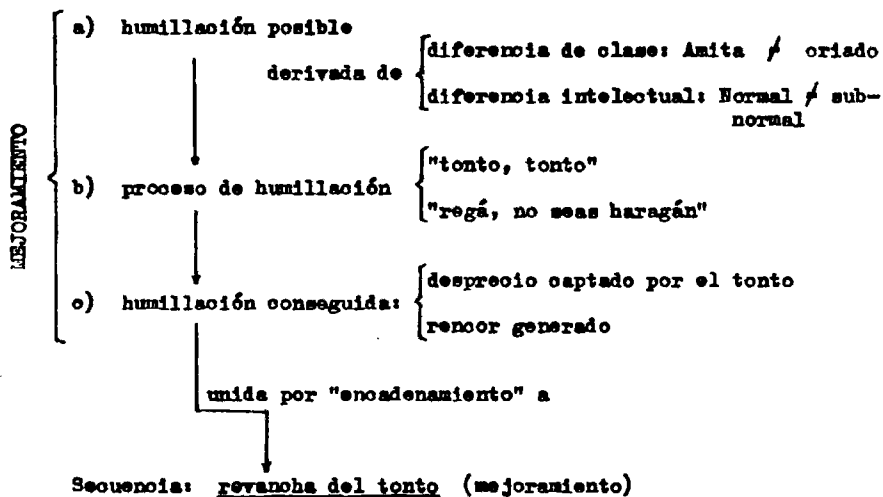 MEJORAMIENTO
a) humillación posible
derivada de
diferencia de clase: Amita ≠ criado
diferencia intelectual: Normal ≠ sub-
normal
b) proceso de humillación
"tonto, tonto"
"regá, no seas haragán"
c) humillación conseguida:
desprecio captado por el tonto
rencor generado
unida por "encadenamiento" a
Secuencia: revancha del tonto (mejoramiento)